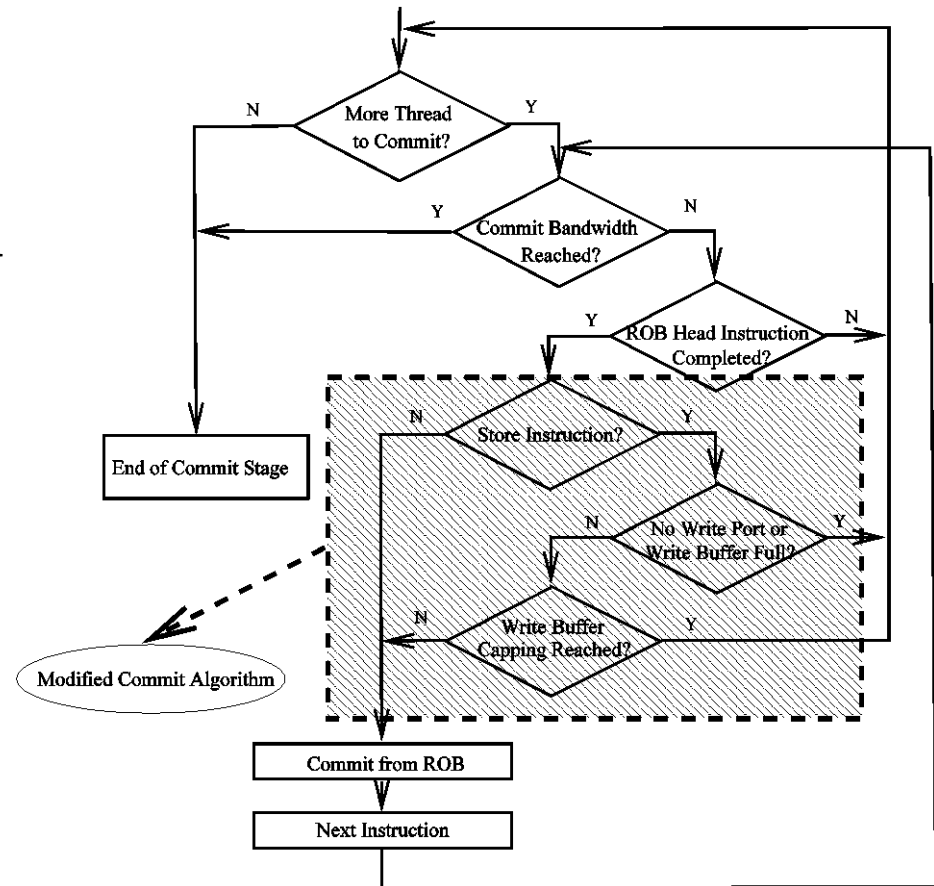 N
Y
More Thread
to Commit?
Y
N
Commit Bandwidth
Reached?
Y
N
ROB Head Instruction
Completed?
N
Y
Store Instruction?
End of Commit Stage
N
Y
No Write Port or
Write Buffer Full?
N
Y
Write Buffer
Capping Reached?
Modified Commit Algorithm
Commit from ROB
Next Instruction